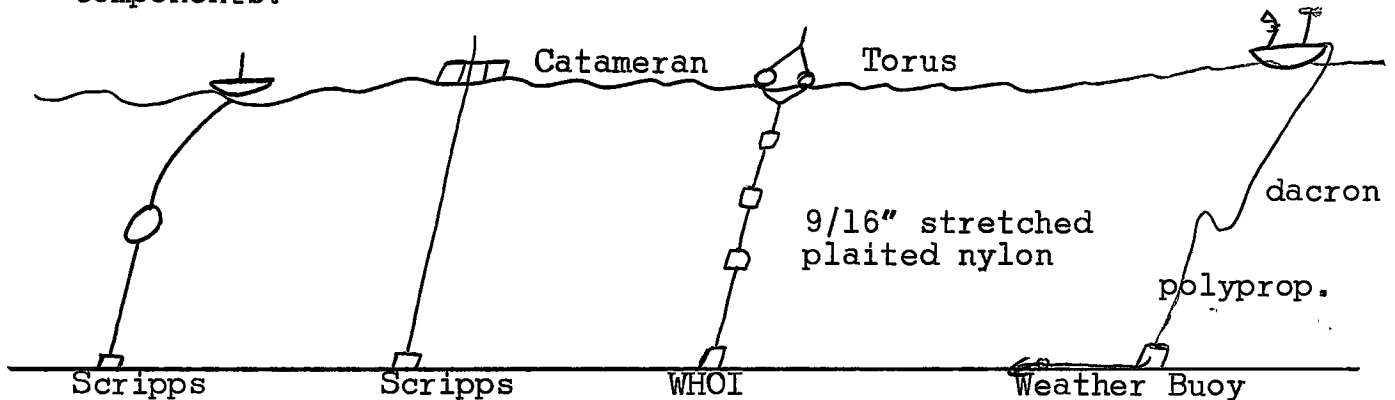 components.
Catameran
Torus
dacron
9/16" stretched
plaited nylon
polyprop.
Scripps
Scripps
WHOI
Weather Buoy